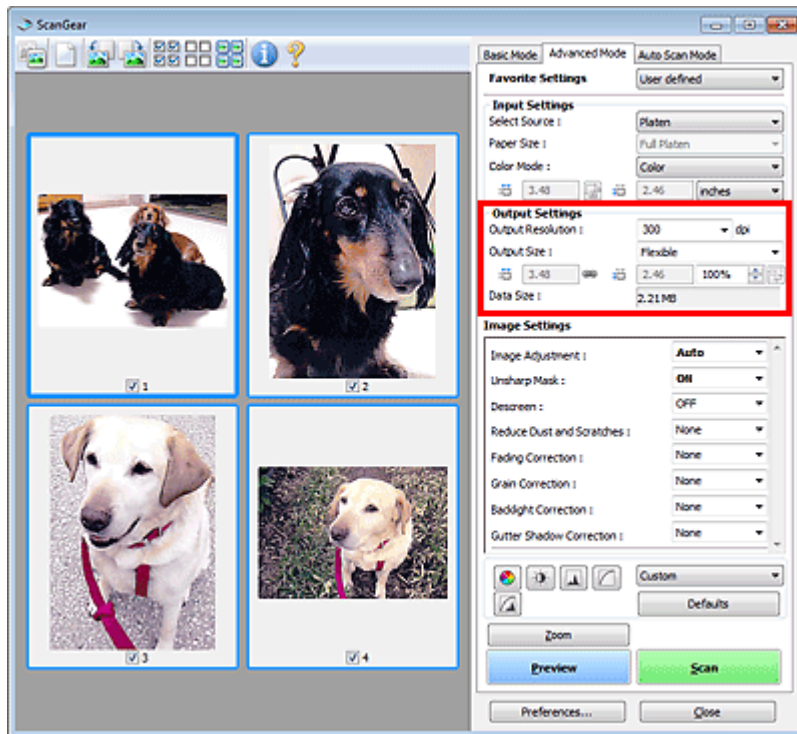 ScanGear
Basic Mode Advanced Mode Auto Scan Mode
Favorite Settings User defined
Input Settings
Select Source : Platen
Paper Size : Full Platen
Color Mode : Color
3.48 2.46 inches
Output Settings
Output Resolution : 300 dpi
Output Size : Flexible
3.48 2.46 100%
Data Size : 2.21 MB
Image Settings
Image Adjustment : Auto
Unsharp Mask : ON
Descreen : OFF
Reduce Dust and Scratches : None
Fading Correction : None
Grain Correction : None
Backlight Correction : None
Gutter Shadow Correction : None
Custom
Defaults
Zoom
Preview Scan
Preferences... Close
1
2
3
4